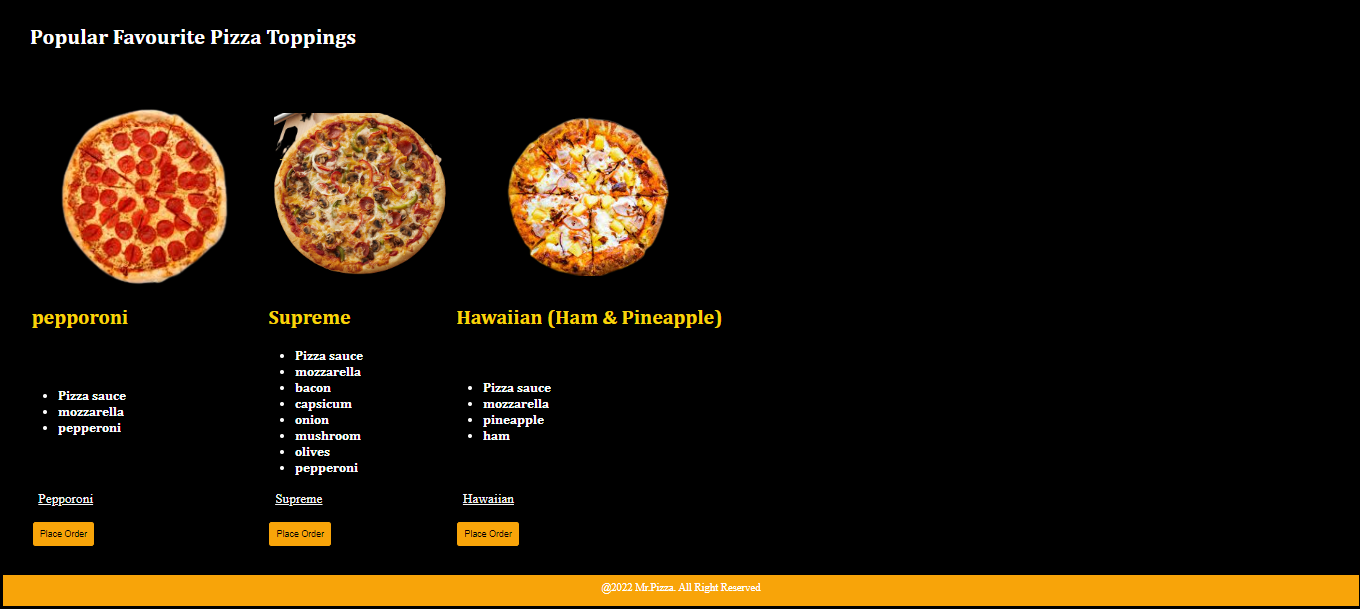 Popular Favourite Pizza Toppings
pepporoni
Supreme
Hawaiian (Ham & Pineapple)
Pizza sauce
mozzarella
pepperoni
Pizza sauce
mozzarella
bacon
capsicum
onion
mushroom
olives
pepperoni
Pizza sauce
mozzarella
pineapple
ham
Pepporoni
Supreme
Hawaiian
Place Order
Place Order
Place Order
@2022 Mr.Pizza. All Right Reserved